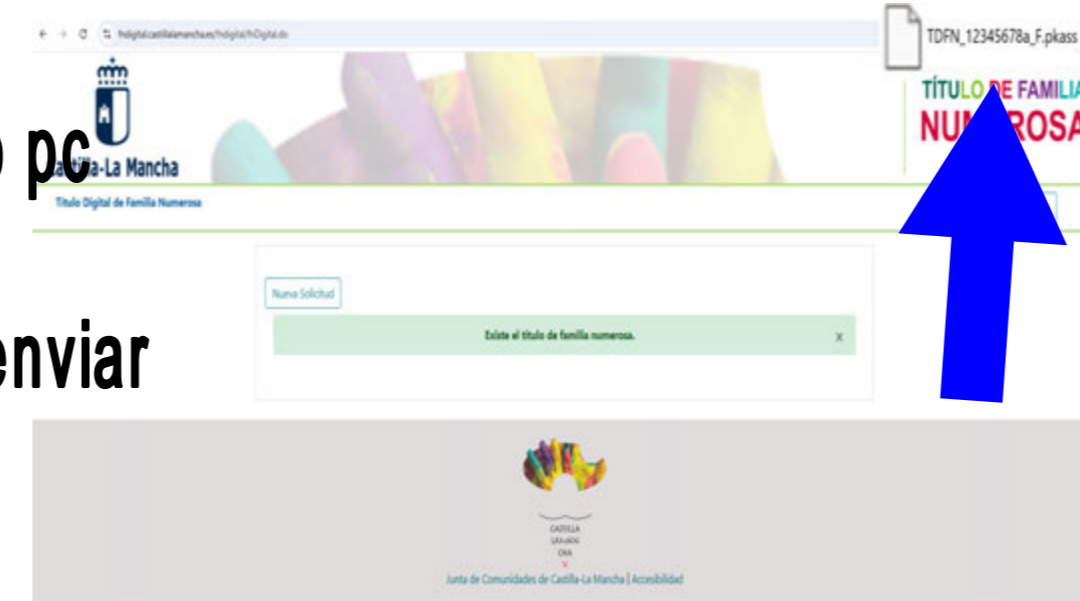 fndigital.castillalamancha.es/fndigital/fnDigital.do
TDFN_12345678a_F.pkass
Castilla-La Mancha
TÍTULO DE FAMILIA
NUMEROSA
pc
Título Digital de Familia Numerosa
Nueva Solicitud
Existe el título de familia numerosa.
X
enviar
CASTILLA
CHA
Junta de Comunidades de Castilla-La Mancha | Accesibilidad